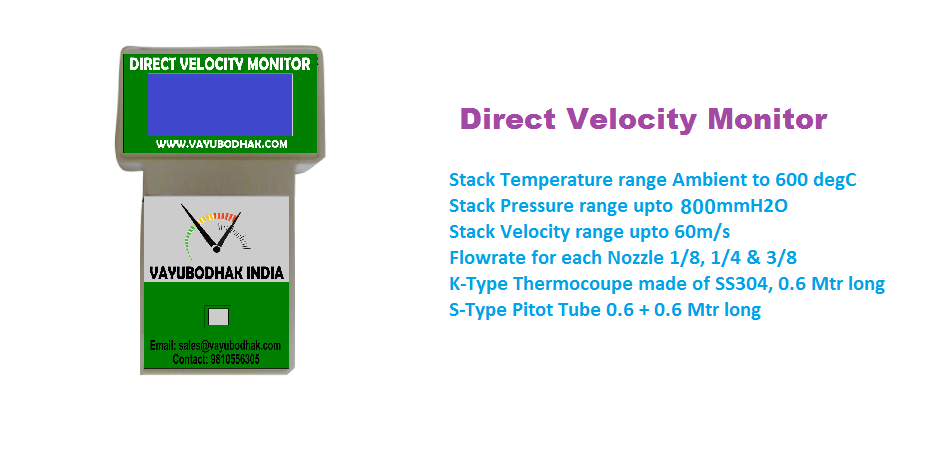 DIRECT VELOCITY MONITOR
WWW.VAYUBODHAK.COM
VAYUBODHAK INDIA
Email: sales@vayubodhak.com
Contact: 9810556305
Direct Velocity Monitor
Stack Temperature range Ambient to 600 degC
Stack Pressure range upto 800mmH2O
Stack Velocity range upto 60m/s
Flowrate for each Nozzle 1/8, 1/4 & 3/8
K-Type Thermocoupe made of SS304, 0.6 Mtr long
S-Type Pitot Tube 0.6 + 0.6 Mtr long